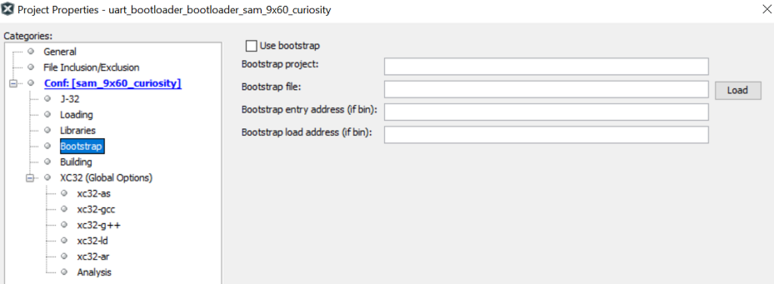 Project Properties - uart_bootloader_bootloader_sam_9x60_curiosity
Categories:
General
File Inclusion/Exclusion
Conf: [sam_9x60_curiosity]
J-32
Loading
Libraries
Bootstrap
Building
XC32 (Global Options)
xc32-as
xc32-gcc
xc32-g++
xc32-ld
xc32-ar
Analysis
Use bootstrap
Bootstrap project:
Bootstrap file:
Load
Bootstrap entry address (if bin):
Bootstrap load address (if bin):